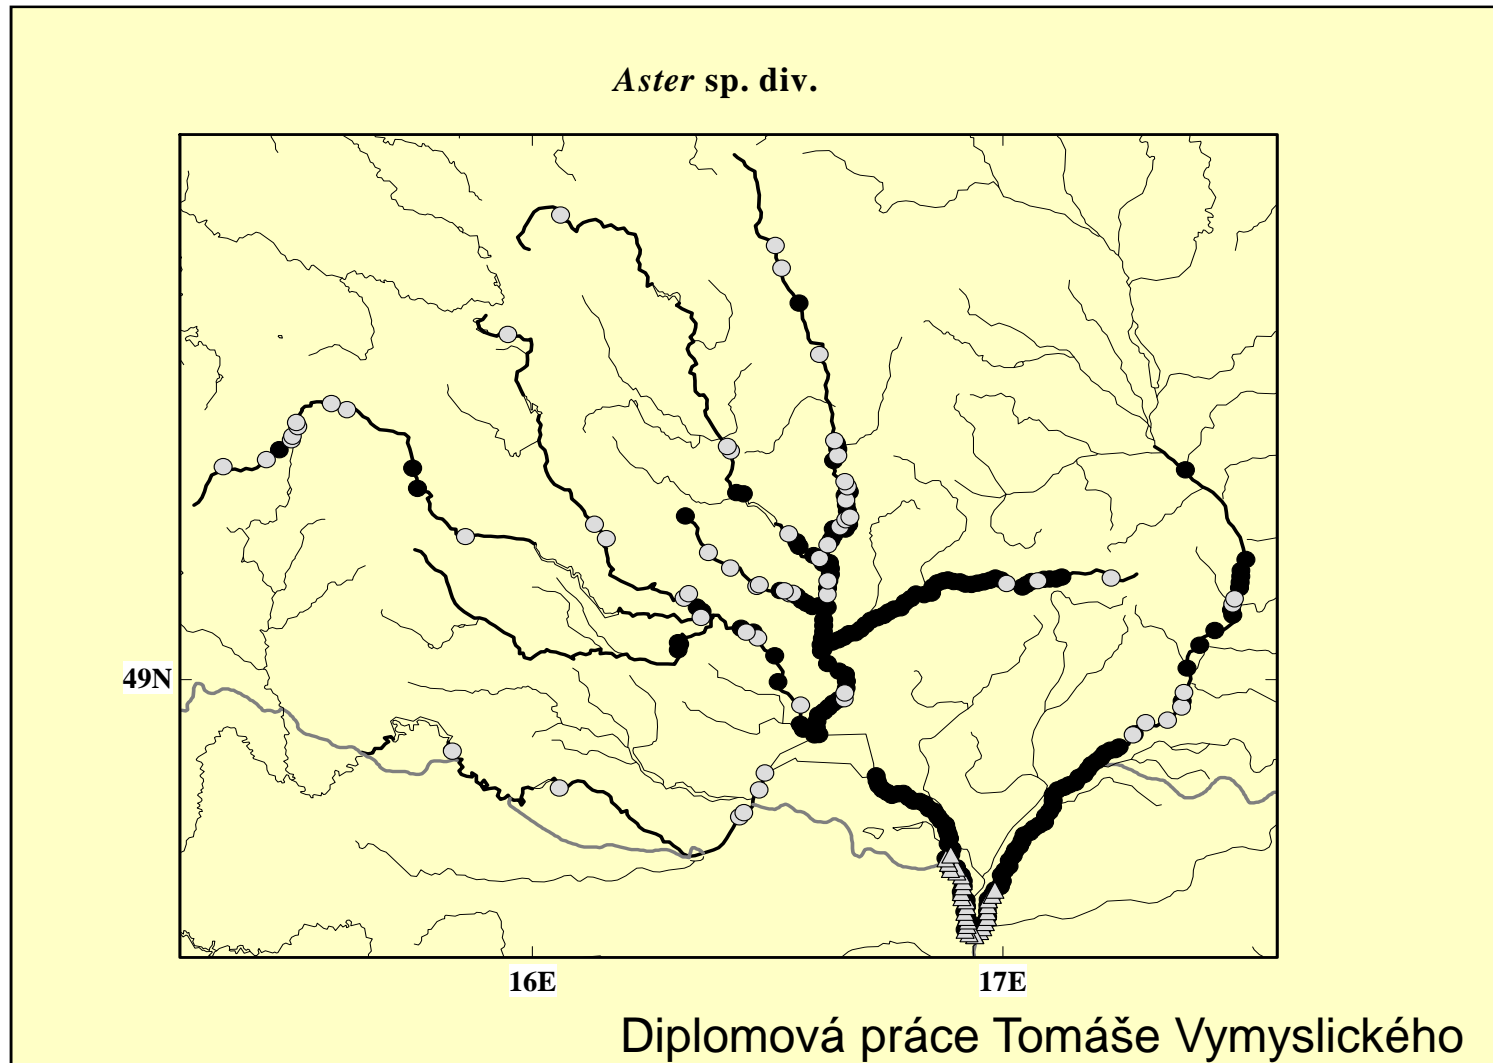 Aster sp. div.
49N
16E
17E
Diplomová práce Tomáše Vymyslického